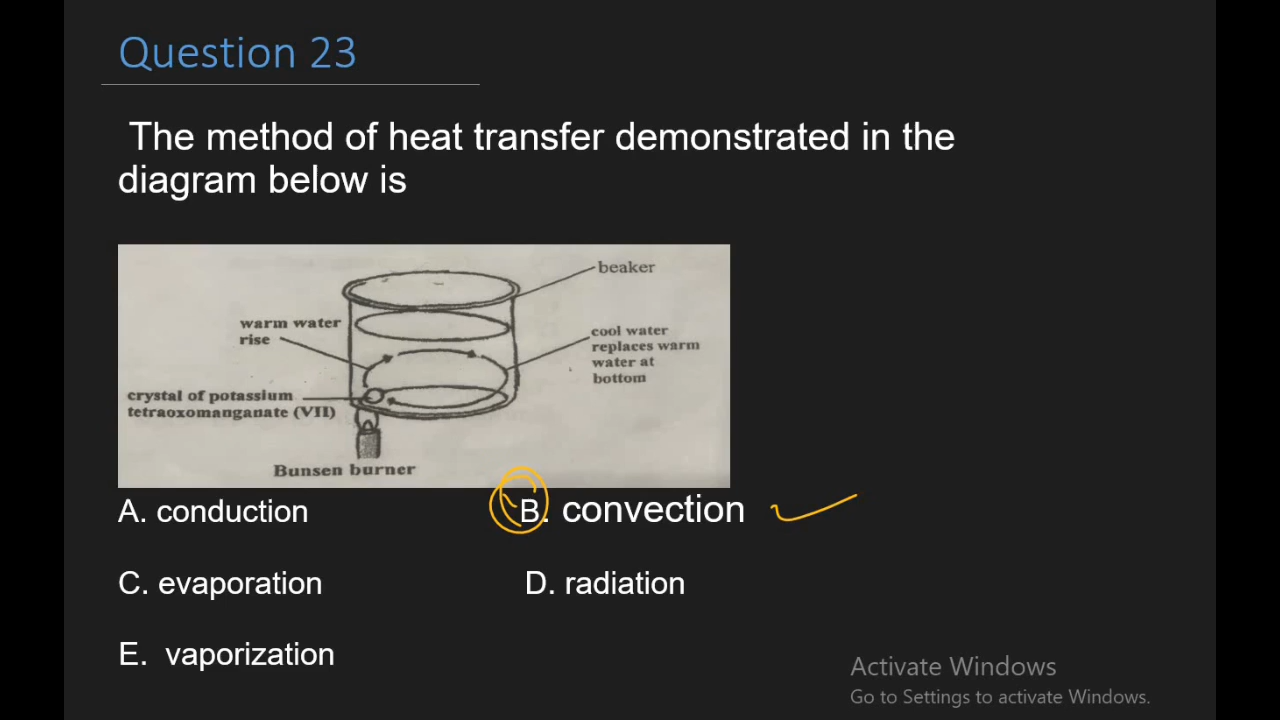 Question 23
The method of heat transfer demonstrated in the
diagram below is
beaker
warm water
rise
cool water
replaces warm
water at
bottom
crystal of potassium
tetraoxomanganate (VII)
Bunsen burner
A. conduction
B. convection
C. evaporation
D. radiation
E. vaporization
Activate Windows
Go to Settings to activate Windows.